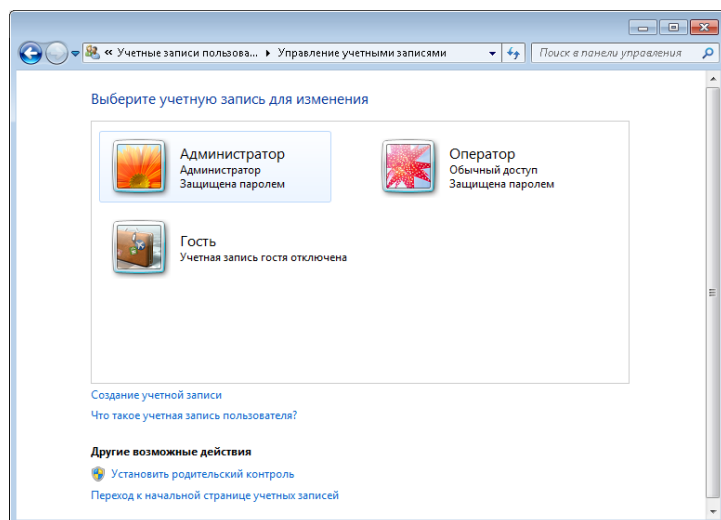 « Учетные записи пользова... ▸ Управление учетными записями
Поиск в панели управления
Выберите учетную запись для изменения
Администратор
Администратор
Защищена паролем
Оператор
Обычный доступ
Защищена паролем
Гость
Учетная запись гостя отключена
Создание учетной записи
Что такое учетная запись пользователя?
Другие возможные действия
Установить родительский контроль
Переход к начальной странице учетных записей